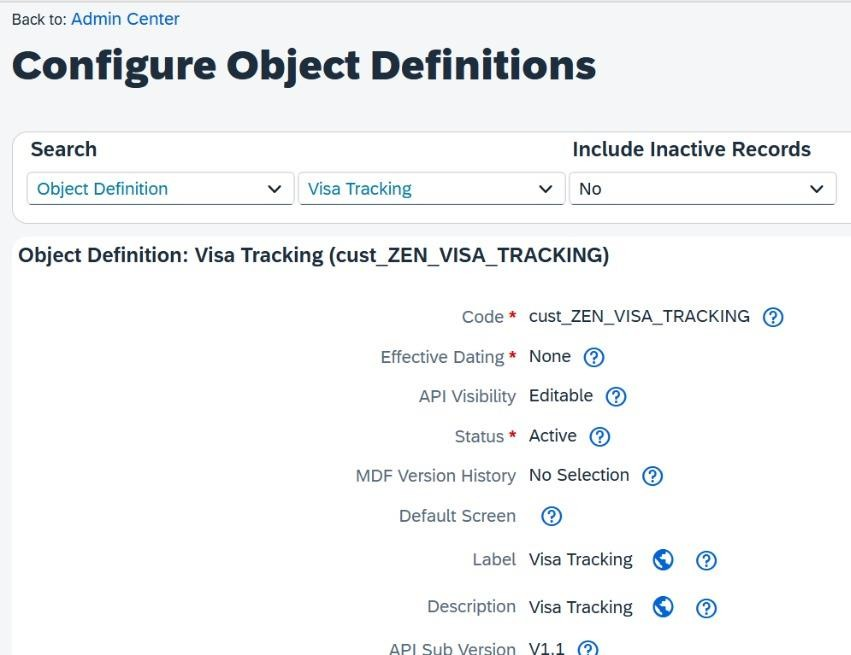 Back to: Admin Center
Configure Object Definitions
Search
Include Inactive Records
Object Definition
Visa Tracking
No
Object Definition: Visa Tracking (cust_ZEN_VISA_TRACKING)
Code * cust_ZEN_VISA_TRACKING ?
Effective Dating * None ?
API Visibility Editable ?
Status * Active ?
MDF Version History No Selection ?
Default Screen ?
Label Visa Tracking ?
Description Visa Tracking ?
API Sub Version V1.1 ?